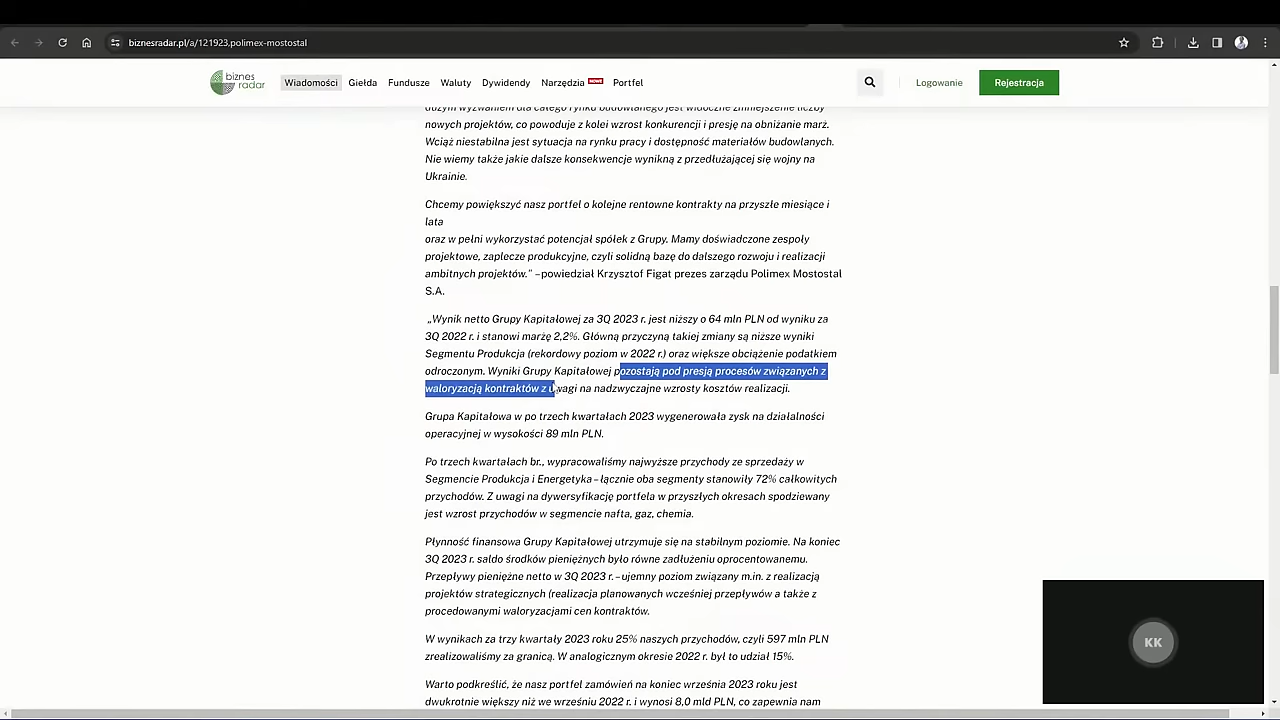 biznesradar.pl/a/121923.polimex-mostostal
biznes
radar
Wiadomości
Giełda
Fundusze
Waluty
Dywidendy
Narzędzia NOWE
Portfel
Logowanie
Rejestracja
dużym wyzwaniem dla całego rynku budowlanego jest widoczne zmniejszenie liczby
nowych projektów, co powoduje z kolei wzrost konkurencji i presję na obniżanie marż.
Wciąż niestabilna jest sytuacja na rynku pracy i dostępność materiałów budowlanych.
Nie wiemy także jakie dalsze konsekwencje wynikną z przedłużającej się wojny na
Ukrainie.
Chcemy powiększyć nasz portfel o kolejne rentowne kontrakty na przyszłe miesiące i
lata
oraz w pełni wykorzystać potencjał spółek z Grupy. Mamy doświadczone zespoły
projektowe, zaplecze produkcyjne, czyli solidną bazę do dalszego rozwoju i realizacji
ambitnych projektów." – powiedział Krzysztof Figat prezes zarządu Polimex Mostostal
S.A.
„Wynik netto Grupy Kapitałowej za 3Q 2023 r. jest niższy o 64 mln PLN od wyniku za
3Q 2022 r. i stanowi marżę 2,2%. Główną przyczyną takiej zmiany są niższe wyniki
Segmentu Produkcja (rekordowy poziom w 2022 r.) oraz większe obciążenie podatkiem
odroczonym. Wyniki Grupy Kapitałowej pozostają pod presją procesów związanych z
waloryzacją kontraktów z uwagi na nadzwyczajne wzrosty kosztów realizacji.
Grupa Kapitałowa w po trzech kwartałach 2023 wygenerowała zysk na działalności
operacyjnej w wysokości 89 mln PLN.
Po trzech kwartałach br., wypracowaliśmy najwyższe przychody ze sprzedaży w
Segmencie Produkcja i Energetyka – łącznie oba segmenty stanowiły 72% całkowitych
przychodów. Z uwagi na dywersyfikację portfela w przyszłych okresach spodziewany
jest wzrost przychodów w segmencie nafta, gaz, chemia.
Płynność finansowa Grupy Kapitałowej utrzymuje się na stabilnym poziomie. Na koniec
3Q 2023 r. saldo środków pieniężnych było równe zadłużeniu oprocentowanemu.
Przepływy pieniężne netto w 3Q 2023 r. – ujemny poziom związany m.in. z realizacją
projektów strategicznych (realizacja planowanych wcześniej przepływów a także z
procedowanymi waloryzacjami cen kontraktów.
W wynikach za trzy kwartały 2023 roku 25% naszych przychodów, czyli 597 mln PLN
zrealizowaliśmy za granicą. W analogicznym okresie 2022 r. był to udział 15%.
Warto podkreślić, że nasz portfel zamówień na koniec września 2023 roku jest
dwukrotnie większy niż we wrześniu 2022 r. i wynosi 8,0 mld PLN, co zapewnia nam
KK